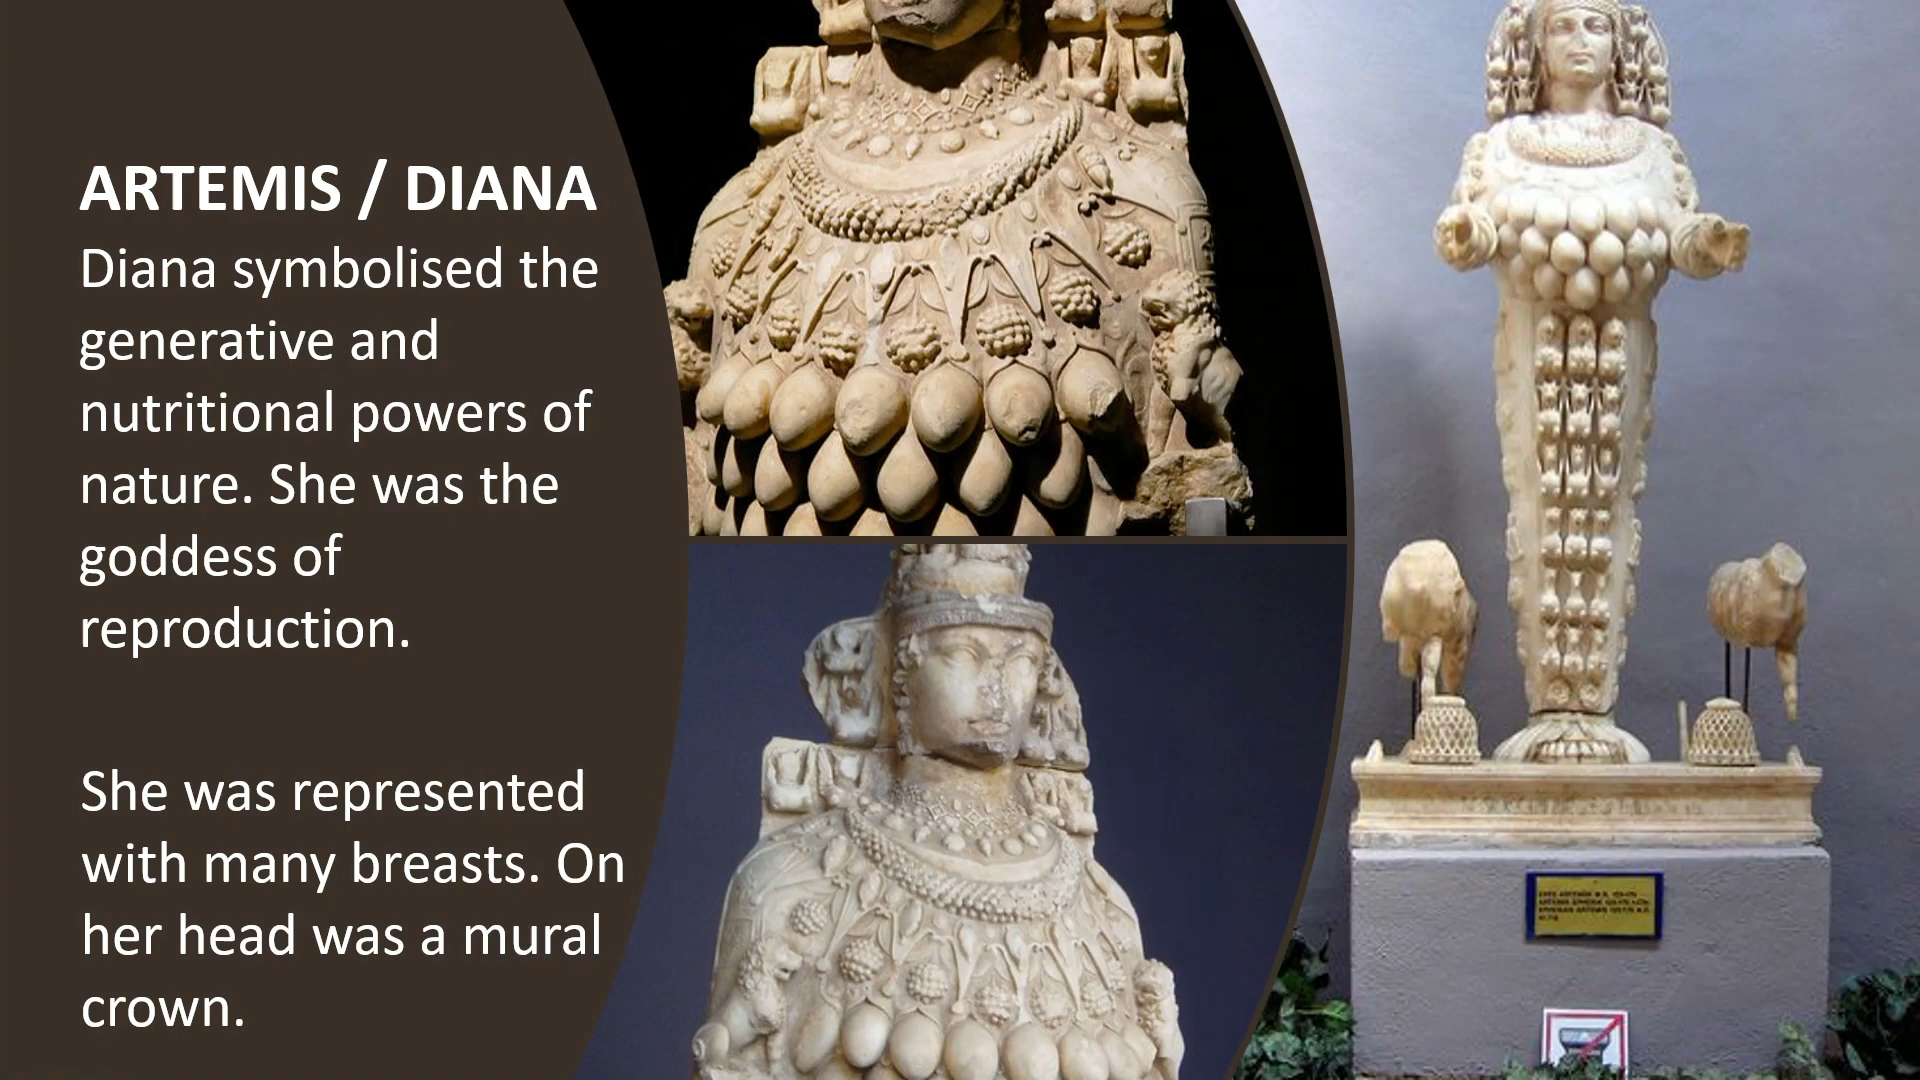 ARTEMIS / DIANA
Diana symbolised the
generative and
nutritional powers of
nature. She was the
goddess of
reproduction.
She was represented
with many breasts. On
her head was a mural
crown.